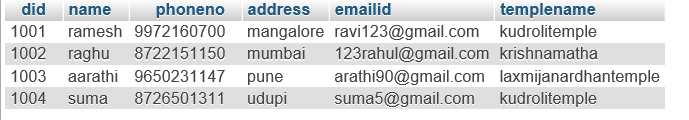 did name phoneno address emailid templename
1001 ramesh 9972160700 mangalore ravi123@gmail.com kudrolitemple
1002 raghu 8722151150 mumbai 123rahul@gmail.com krishnamatha
1003 aarathi 9650231147 pune arathi90@gmail.com laxmijanardhantemple
1004 suma 8726501311 udupi suma5@gmail.com kudrolitemple